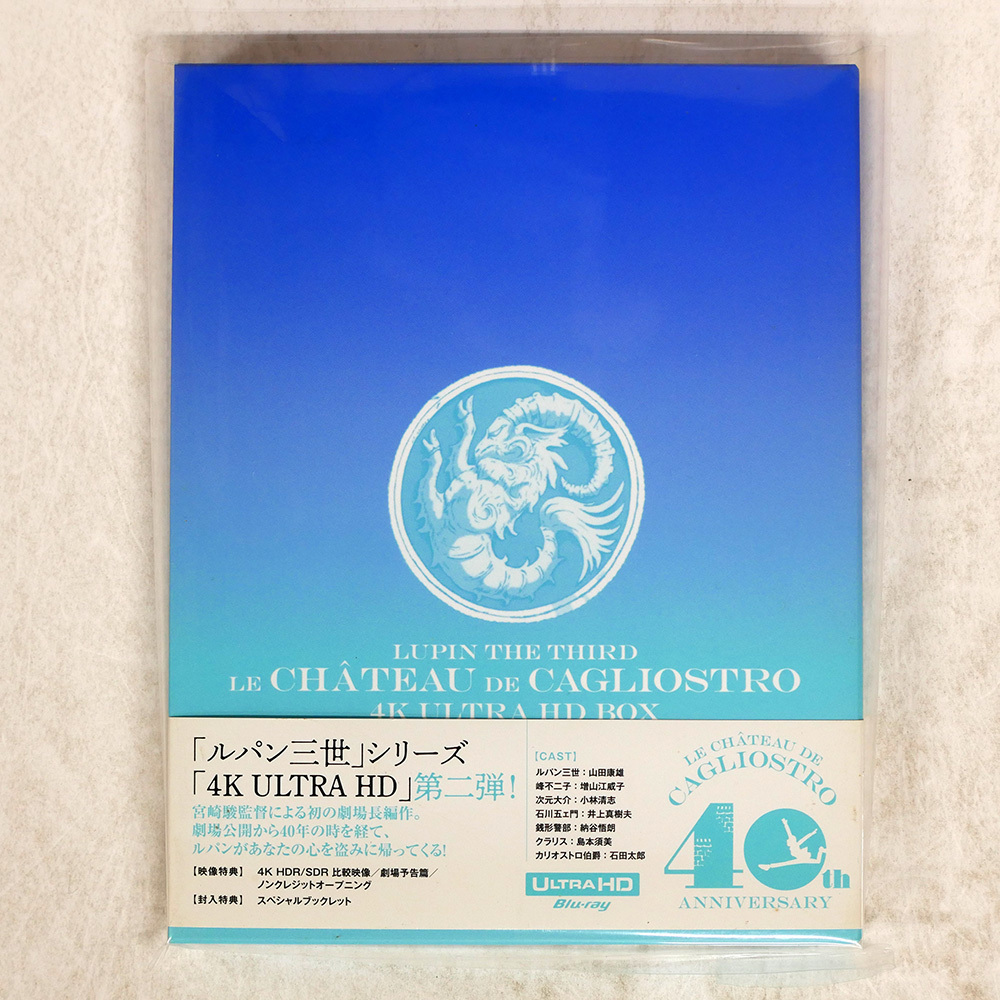 LUPIN THE THIRD
LE CHÂTEAU DE CAGLIOSTRO
4K ULTRA HD BOX
「ルパン三世」シリーズ
「4K ULTRA HD」第二弾!
宮崎駿監督による初の劇場長編作。
劇場公開から40年の時を経て、
ルパンがあなたの心を盗みに帰ってくる!
【映像特典】 4K HDR/SDR 比較映像/劇場予告篇/
ノンクレジットオープニング
【封入特典】 スペシャルブックレット
【CAST】
ルパン三世:山田康雄
峰不二子:増山江威子
次元大介:小林清志
石川五ェ門:井上真樹夫
銭形警部:納谷悟朗
クラリス:島本須美
カリオストロ伯爵:石田太郎
ULTRA HD
Blu-ray
LE CHÂTEAU DE
CAGLIOSTRO
40th
ANNIVERSARY